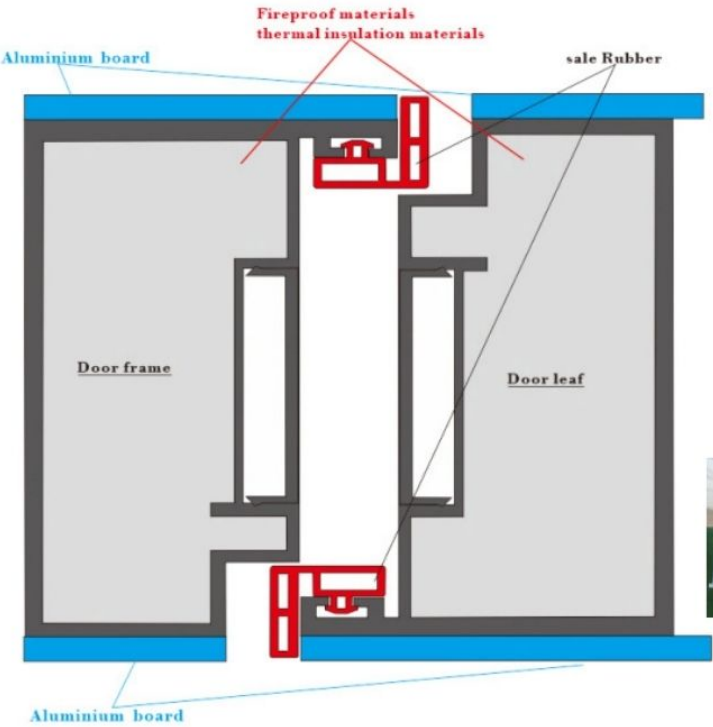 Fireproof materials
thermal insulation materials
Aluminium board
sale Rubber
Door frame
Door leaf
Aluminium board